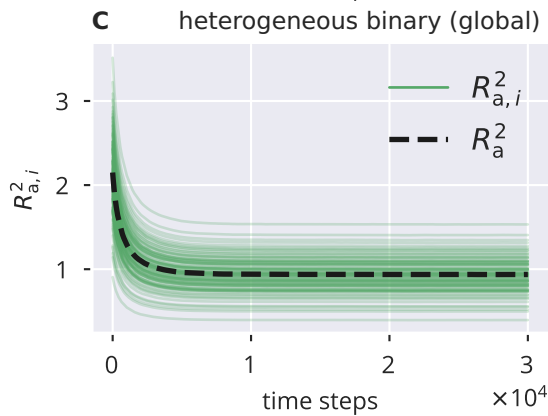 C heterogeneous binary (global)
R²ₐ,ᵢ
R²ₐ
R²ₐ,ᵢ
3
2
1
0 1 2 3
time steps ×10⁴